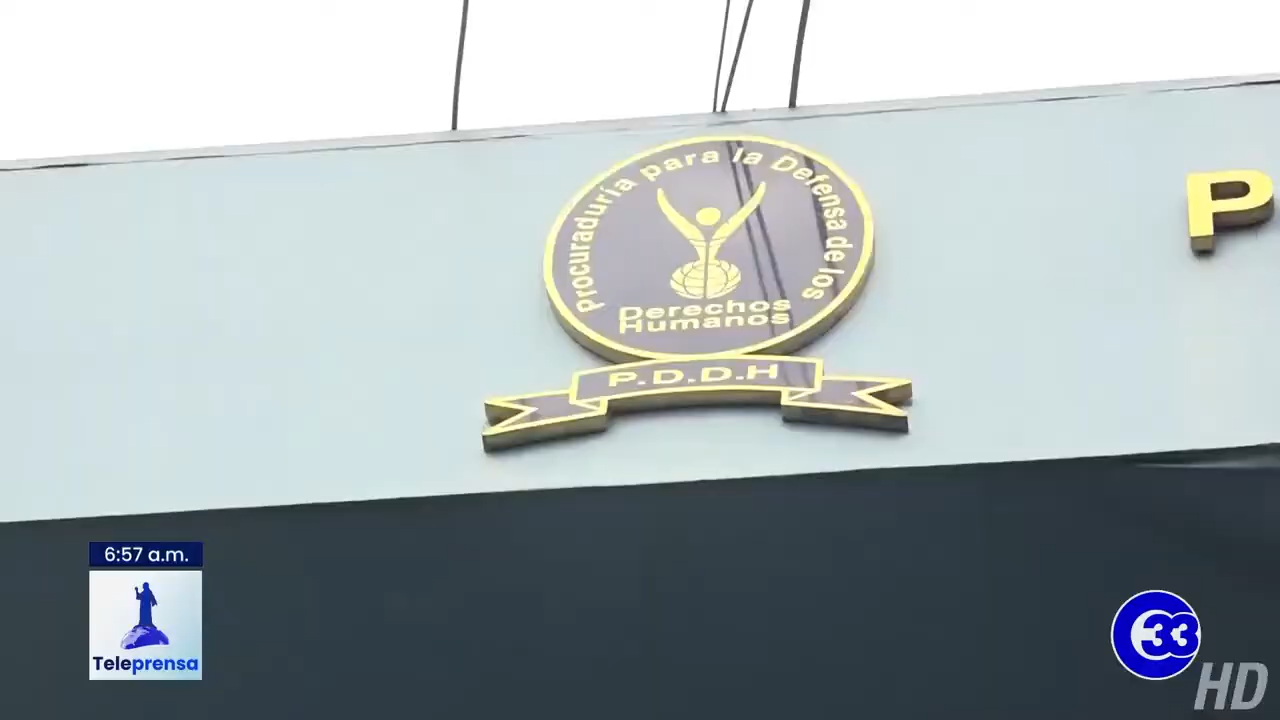 Procuraduría para la Defensa de los
Derechos
Humanos
P.D.D.H
P
6:57 a.m.
Teleprensa
33
HD